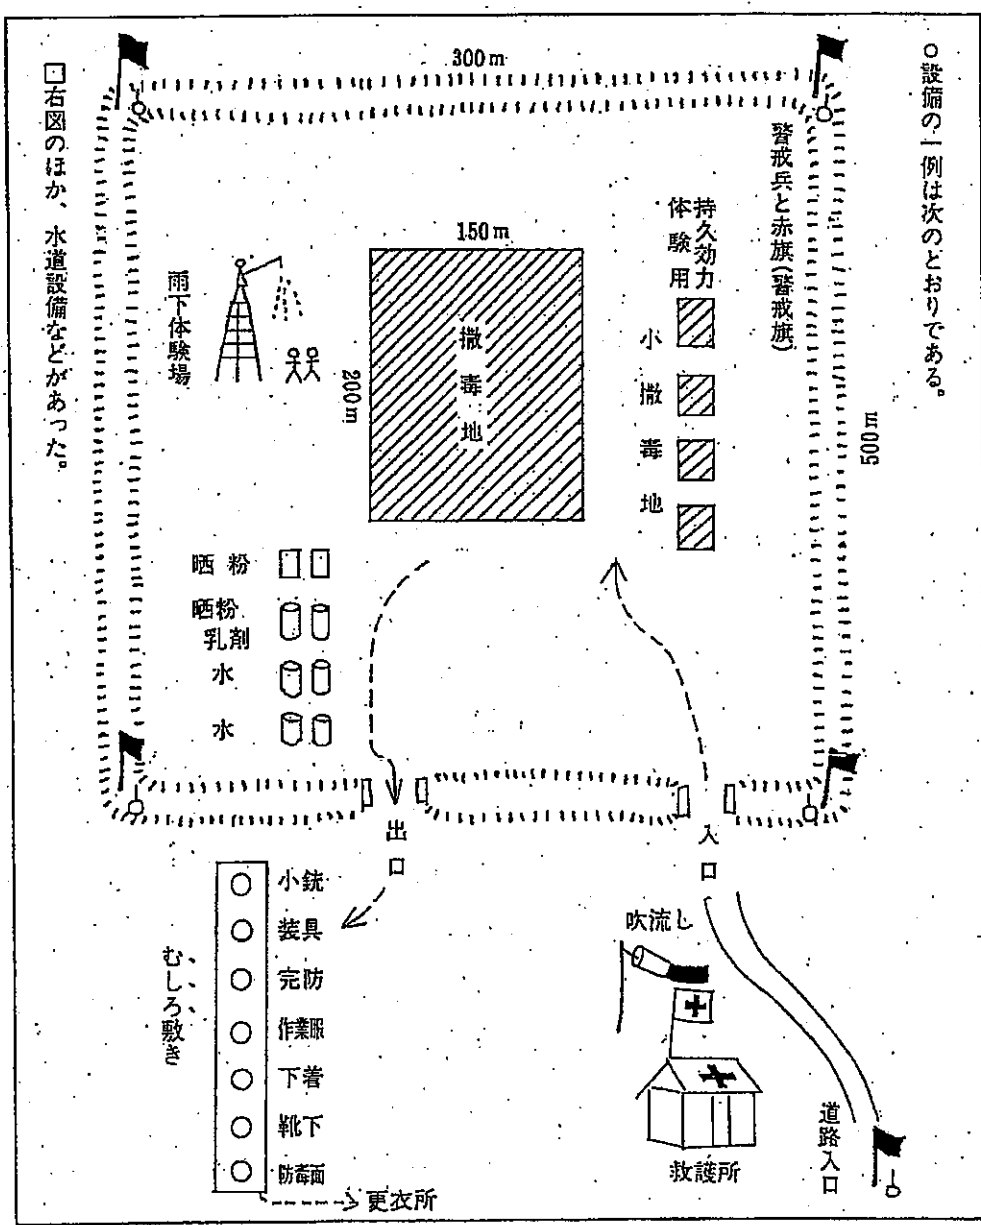 ○設備の一例は次のとおりである。
300m
500m
警戒兵と赤旗(警戒旗)
持久効力
体験用
小撒毒地
150m
200m
撒毒地
雨下体験場
晒粉
晒粉
乳剤
水
水
入口
出口
小銃
装具
完防
作業服
下着
靴下
防毒面
むしろ敷き
更衣所
吹流し
救護所
道路入口
□右図のほか、水道設備などがあった。